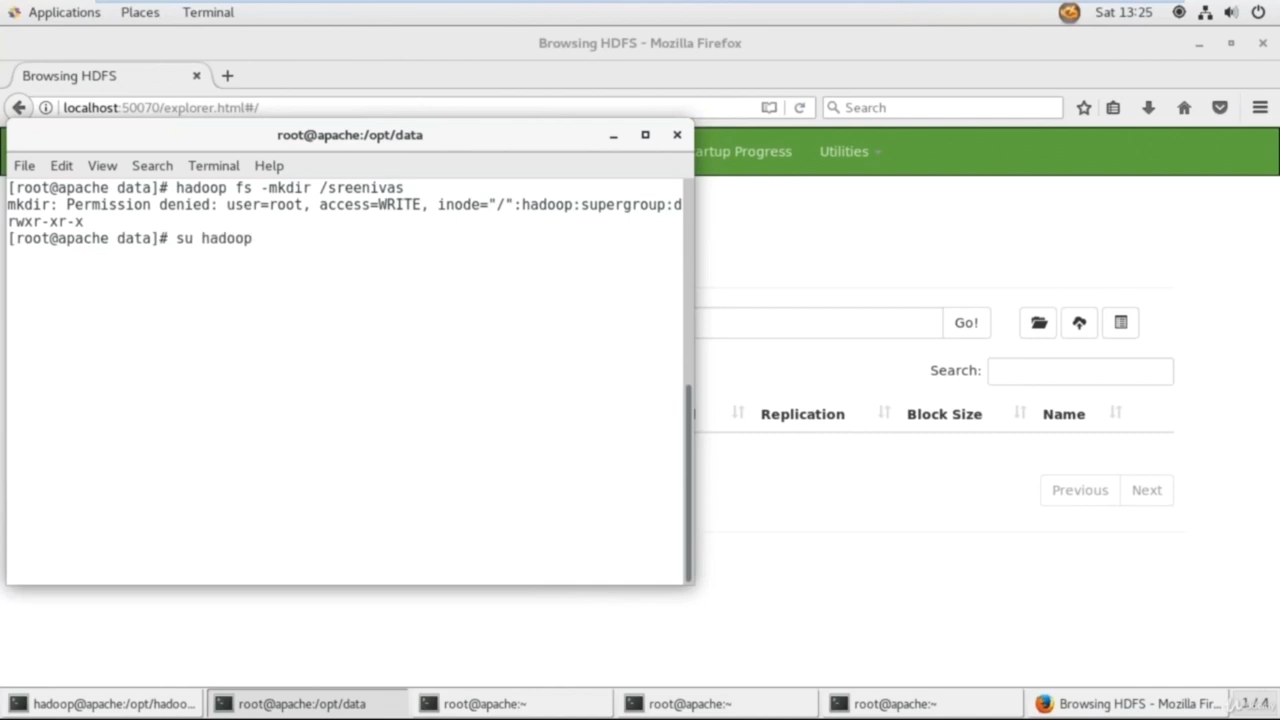 Applications Places Terminal Sat 13:25
Browsing HDFS - Mozilla Firefox
Browsing HDFS
localhost:50070/explorer.html#/ Search
root@apache:/opt/data
artup Progress Utilities
File Edit View Search Terminal Help
[root@apache data]# hadoop fs -mkdir /sreenivas
mkdir: Permission denied: user=root, access=WRITE, inode="/":hadoop:supergroup:d
rwxr-xr-x
[root@apache data]# su hadoop
Go!
Search:
Replication Block Size Name
Previous Next
hadoop@apache:/opt/hadoo... root@apache:/opt/data root@apache:~ root@apache:~ root@apache:~ Browsing HDFS - Mozilla Fir... 1 / 4